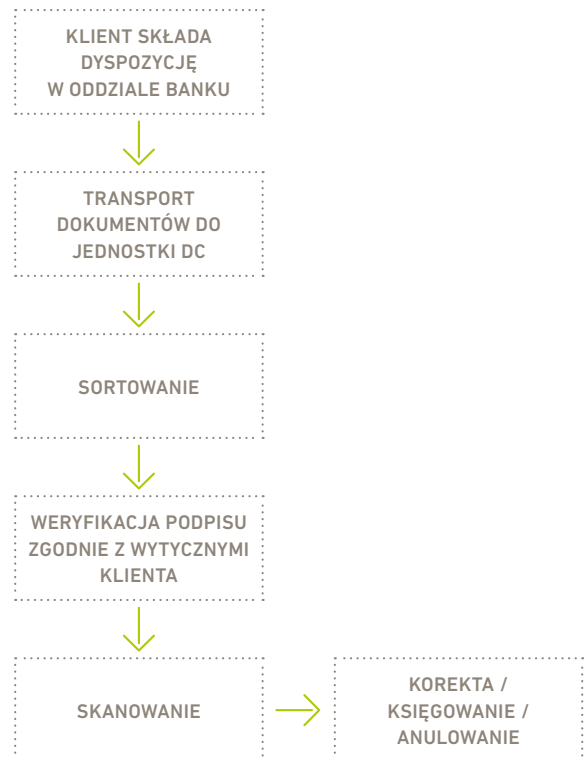 KLIENT SKŁADA
DYSPOZYCJĘ
W ODDZIALE BANKU
TRANSPORT
DOKUMENTÓW DO
JEDNOSTKI DC
SORTOWANIE
WERYFIKACJA PODPISU
ZGODNIE Z WYTYCZNYMI
KLIENTA
SKANOWANIE
KOREKTA /
KSIĘGOWANIE /
ANULOWANIE